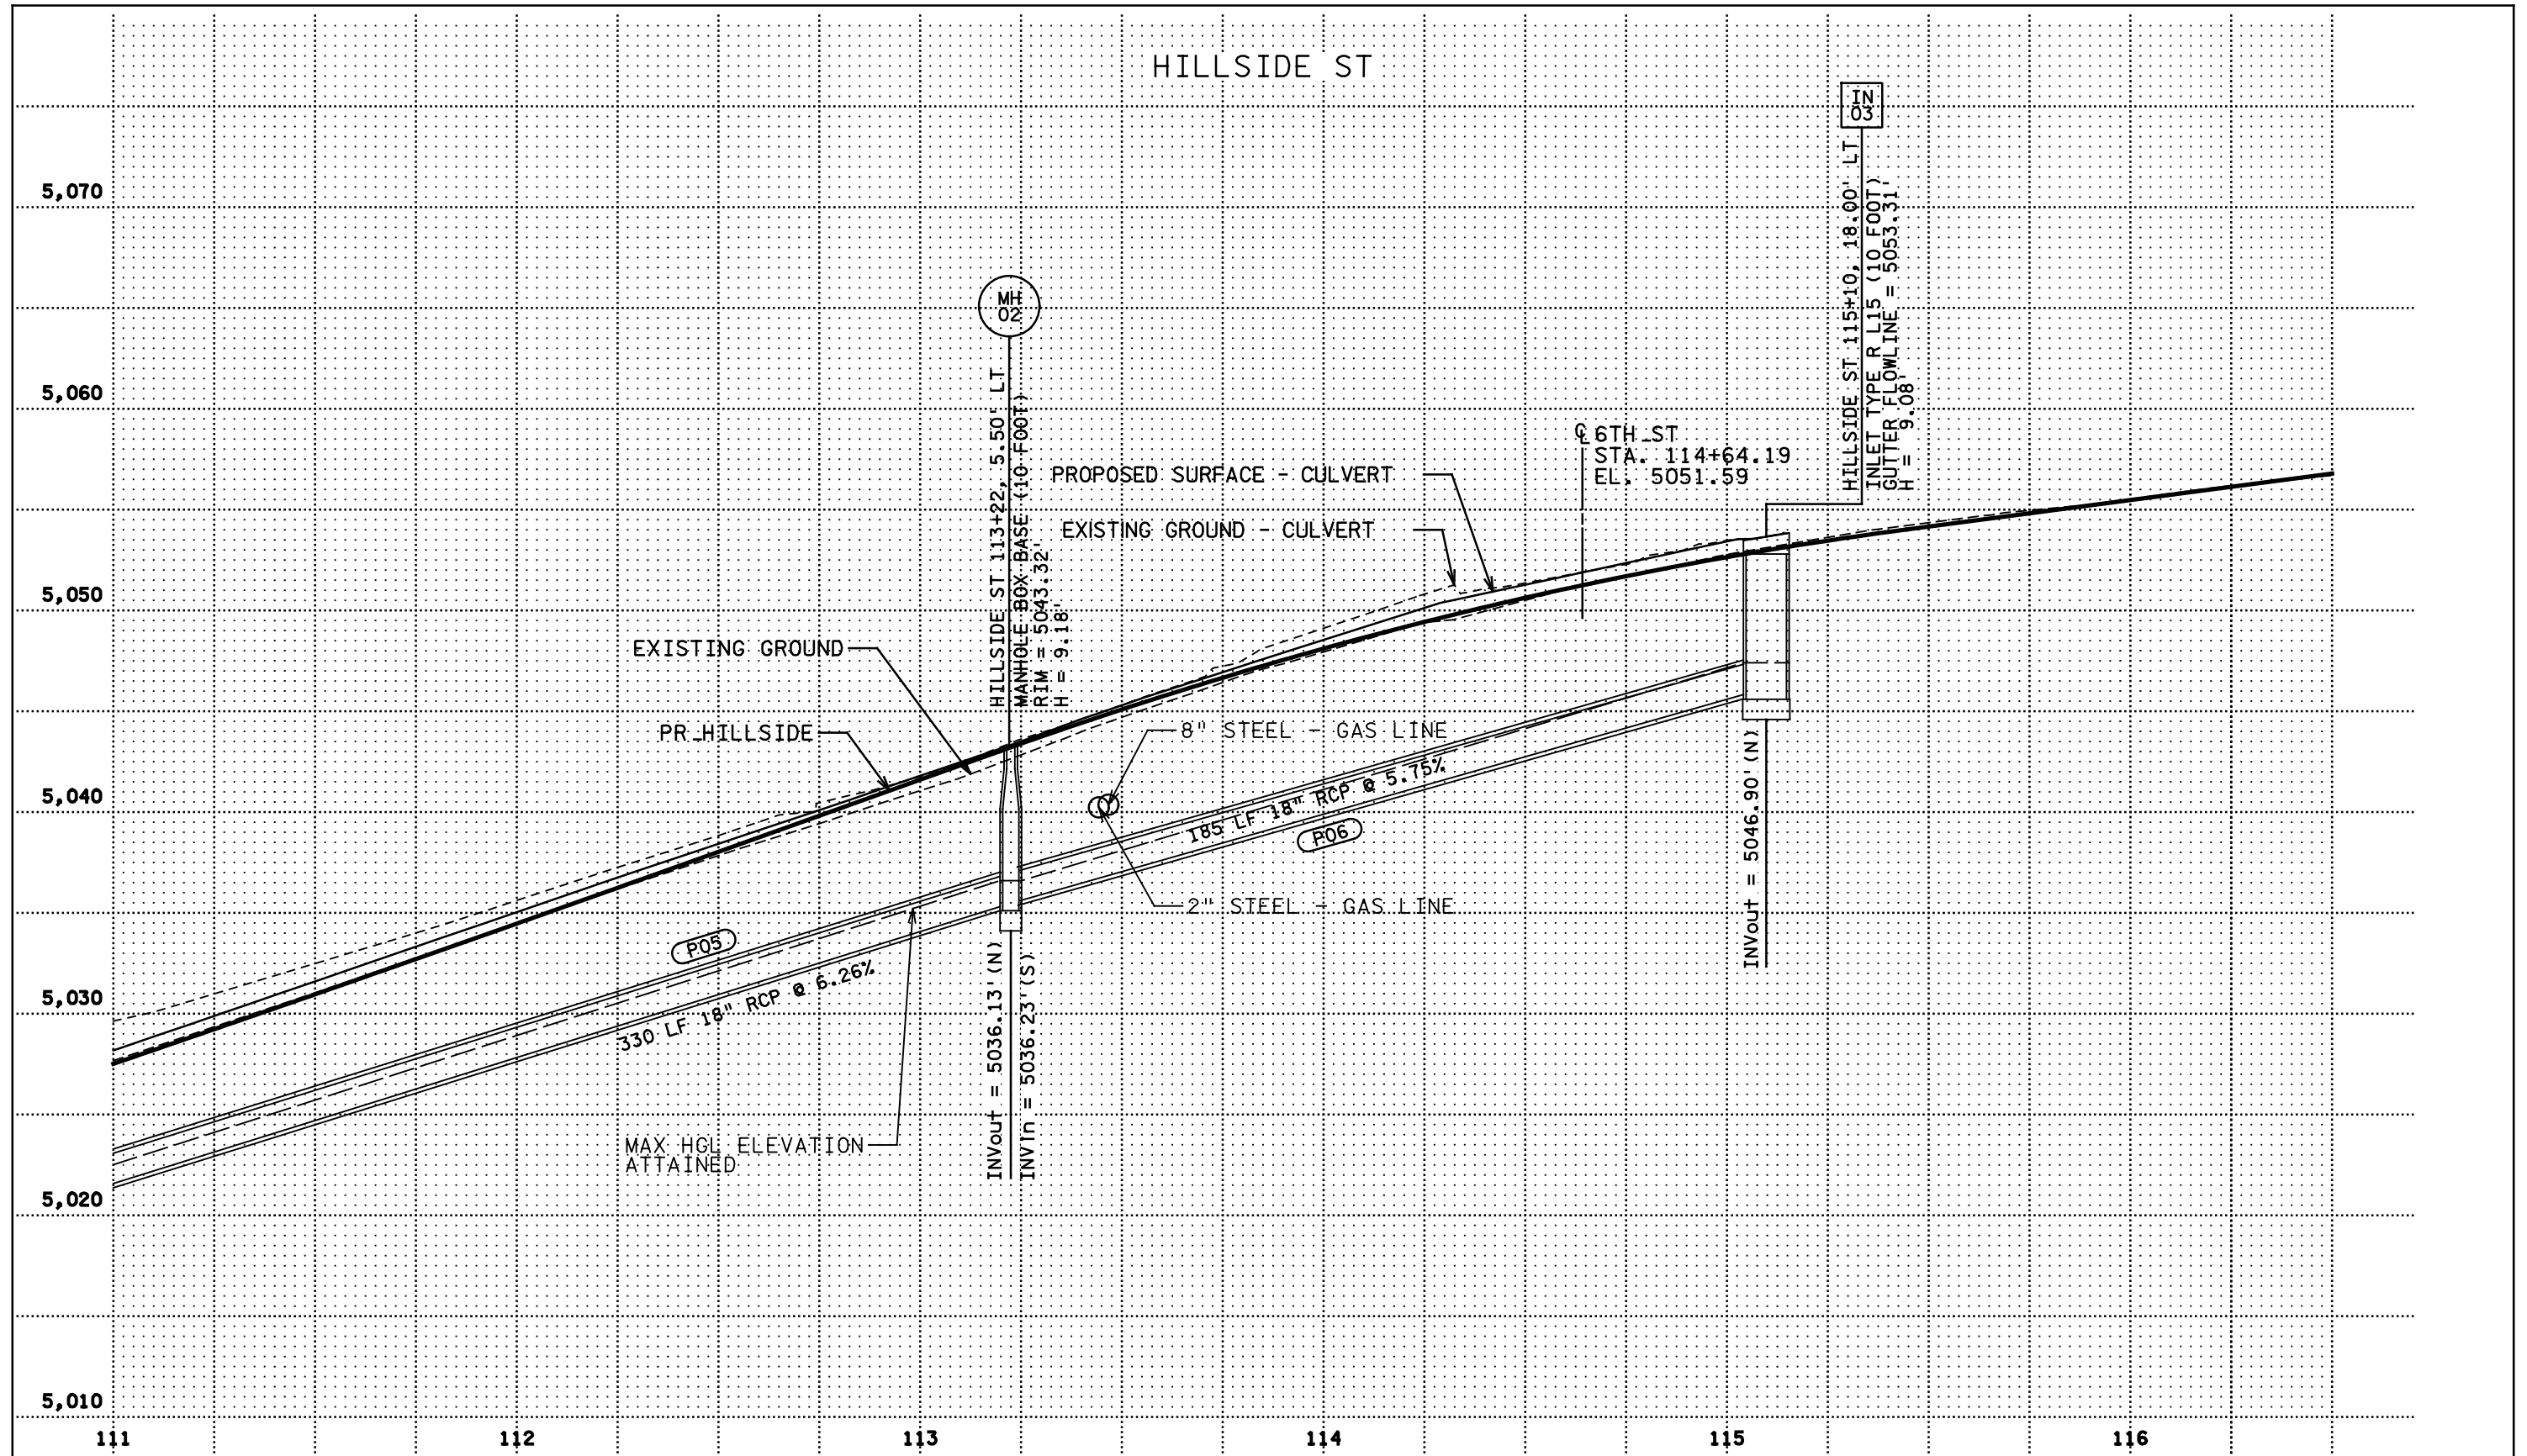 HILLSIDE ST
IN
03
HILLSIDE ST 115+10, 18.00' LT
INLET TYPE R L15 (10 FOOT)
GUTTER FLOWLINE = 5053.31'
H = 9.08'
5,070
MH
02
HILLSIDE ST 113+22, 5.50' LT
MANHOLE BOX BASE (10 FOOT)
RIM = 5043.32'
H = 9.18'
5,060
6TH ST
STA. 114+64.19
EL. 5051.59
PROPOSED SURFACE - CULVERT
EXISTING GROUND - CULVERT
5,050
EXISTING GROUND
PR_HILLSIDE
8" STEEL - GAS LINE
5,040
185 LF 18" RCP @ 5.75%
P06
2" STEEL - GAS LINE
INVout = 5046.90'(N)
P05
330 LF 18" RCP @ 6.26%
5,030
INVout = 5036.13'(N)
INVin = 5036.23'(S)
MAX HGL ELEVATION
ATTAINED
5,020
5,010
111 112 113 114 115 116